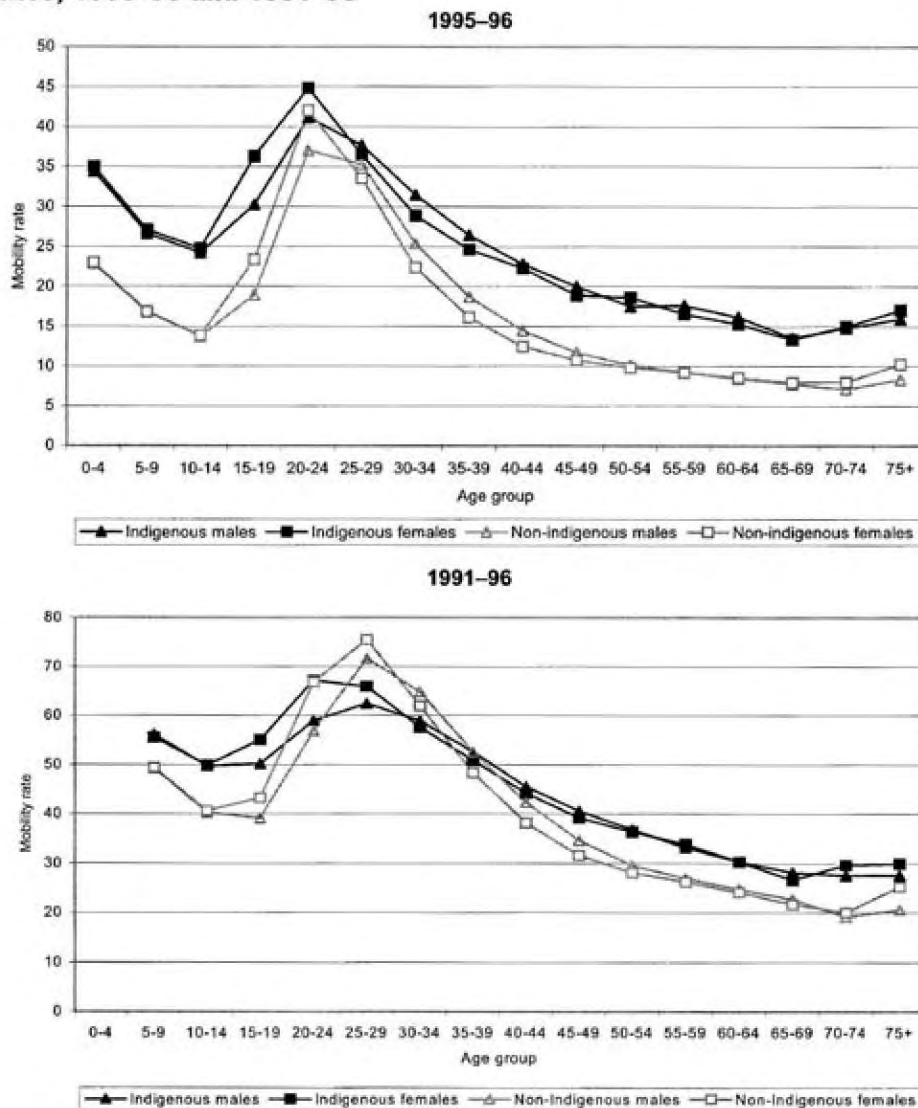 1995–96
50
45
40
35
30
25
20
15
10
5
0
Mobility rate
0-4 5-9 10-14 15-19 20-24 25-29 30-34 35-39 40-44 45-49 50-54 55-59 60-64 65-69 70-74 75+
Age group
Indigenous males Indigenous females Non-indigenous males Non-indigenous females
1991–96
80
70
60
50
40
30
20
10
0
Mobility rate
0-4 5-9 10-14 15-19 20-24 25-29 30-34 35-39 40-44 45-49 50-54 55-59 60-64 65-69 70-74 75+
Age group
Indigenous males Indigenous females Non-Indigenous males Non-Indigenous females